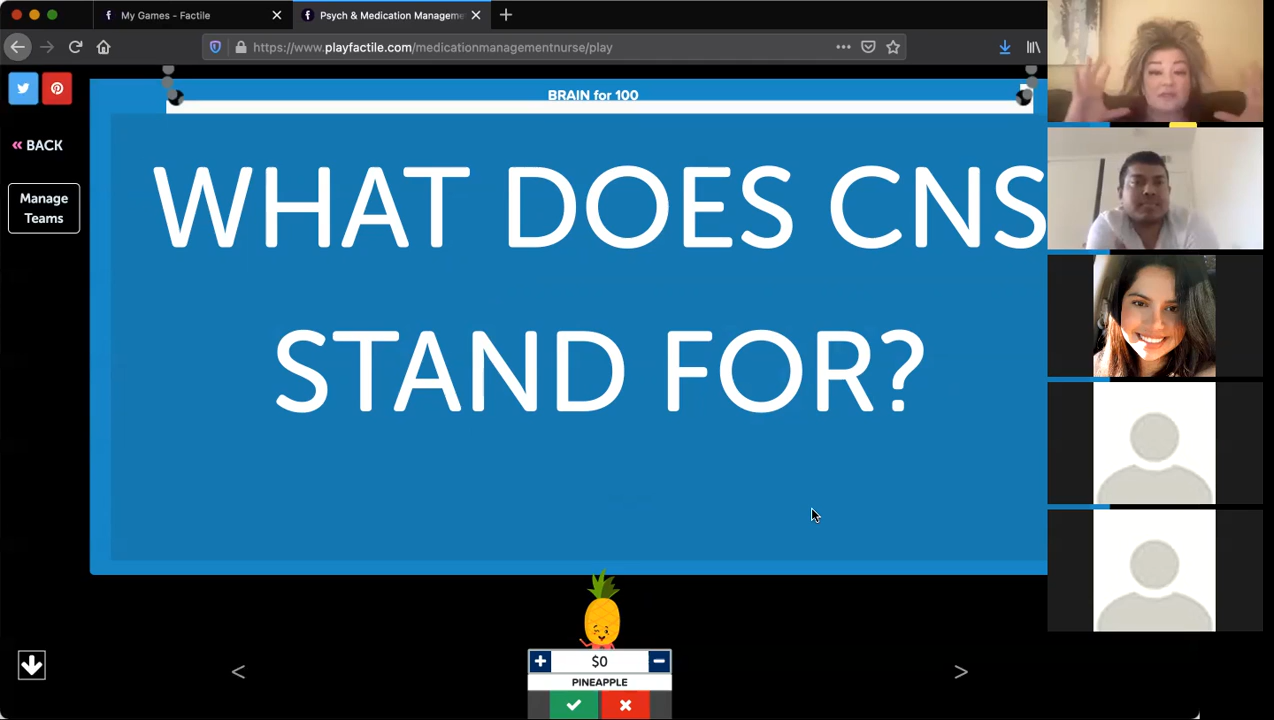 My Games - Factile
Psych & Medication Manageme
https://www.playfactile.com/medicationmanagementnurse/play
BRAIN for 100
« BACK
Manage
Teams
WHAT DOES CNS
STAND FOR?
$0
PINEAPPLE